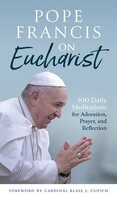 POPE
FRANCIS
ON
Eucharist
100 Daily
Meditations
for Adoration,
Prayer, and
Reflection
FOREWORD BY CARDINAL BLASE J. CUPICH